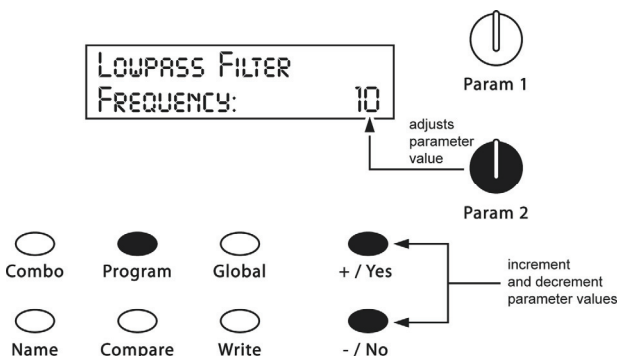 Lowpass Filter
Frequency: 10
Param 1
adjusts
parameter
value
Param 2
Combo Program Global + / Yes
increment
and decrement
parameter values
Name Compare Write - / No